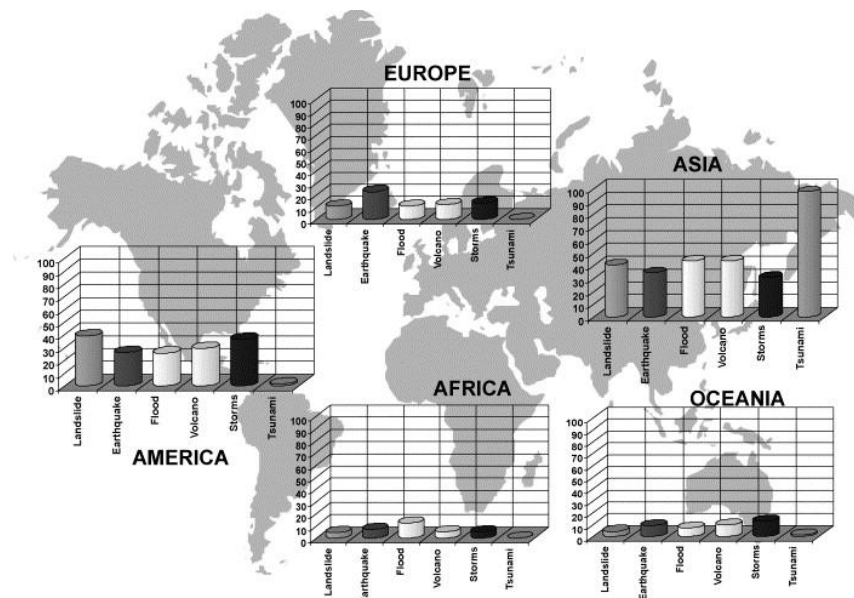 EUROPE
100
90
80
70
60
50
40
30
20
10
0
Landslide
Earthquake
Flood
Volcano
Storms
Tsunami
ASIA
100
90
80
70
60
50
40
30
20
10
0
Landslide
Earthquake
Flood
Volcano
Storms
Tsunami
100
90
80
70
60
50
40
30
20
10
0
Landslide
Earthquake
Flood
Volcano
Storms
Tsunami
AMERICA
AFRICA
100
90
80
70
60
50
40
30
20
10
0
Landslide
arthquake
Flood
Volcano
Storms
Tsunami
OCEANIA
100
90
80
70
60
50
40
30
20
10
0
Landslide
Earthquake
Flood
Volcano
Storms
Tsunami